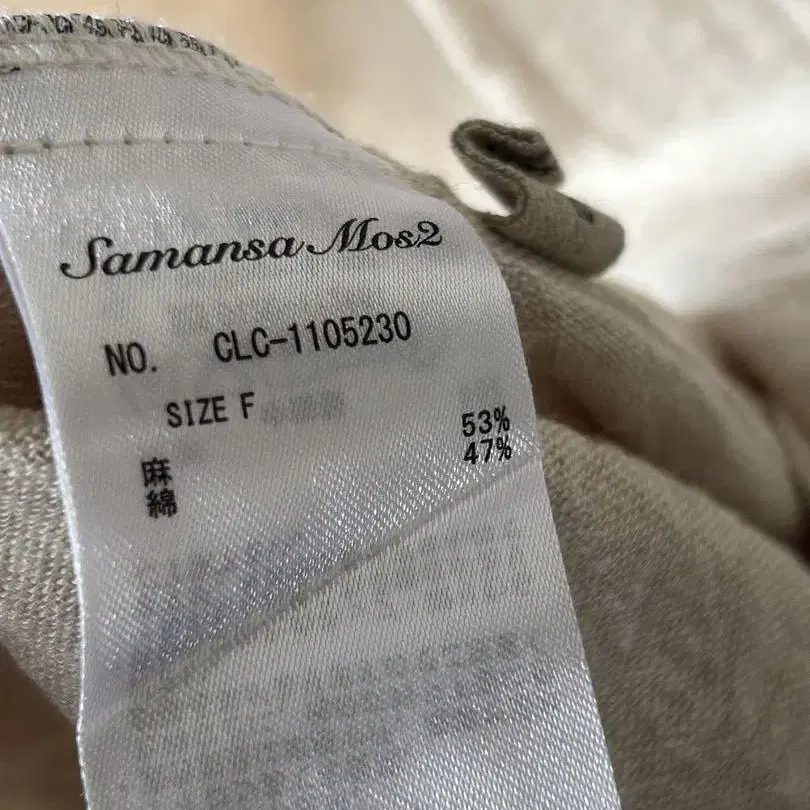 Samansa Mos2
NO. CLC-1105230
SIZE F
麻 53%
綿 47%